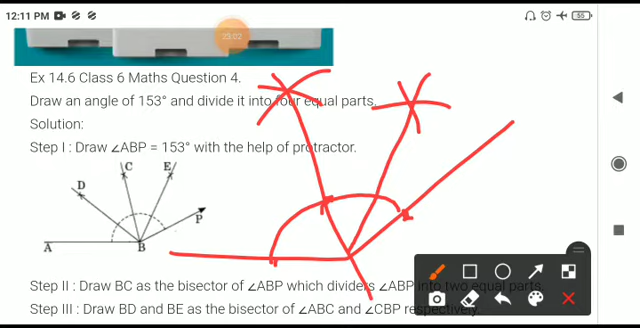 12:11 PM
55
23:02
Ex 14.6 Class 6 Maths Question 4.
Draw an angle of 153° and divide it into four equal parts.
Solution:
Step I : Draw ∠ABP = 153° with the help of protractor.
C E
D
P
A B
Step II : Draw BC as the bisector of ∠ABP which divides ∠ABP into two equal parts.
Step III : Draw BD and BE as the bisector of ∠ABC and ∠CBP respectively.